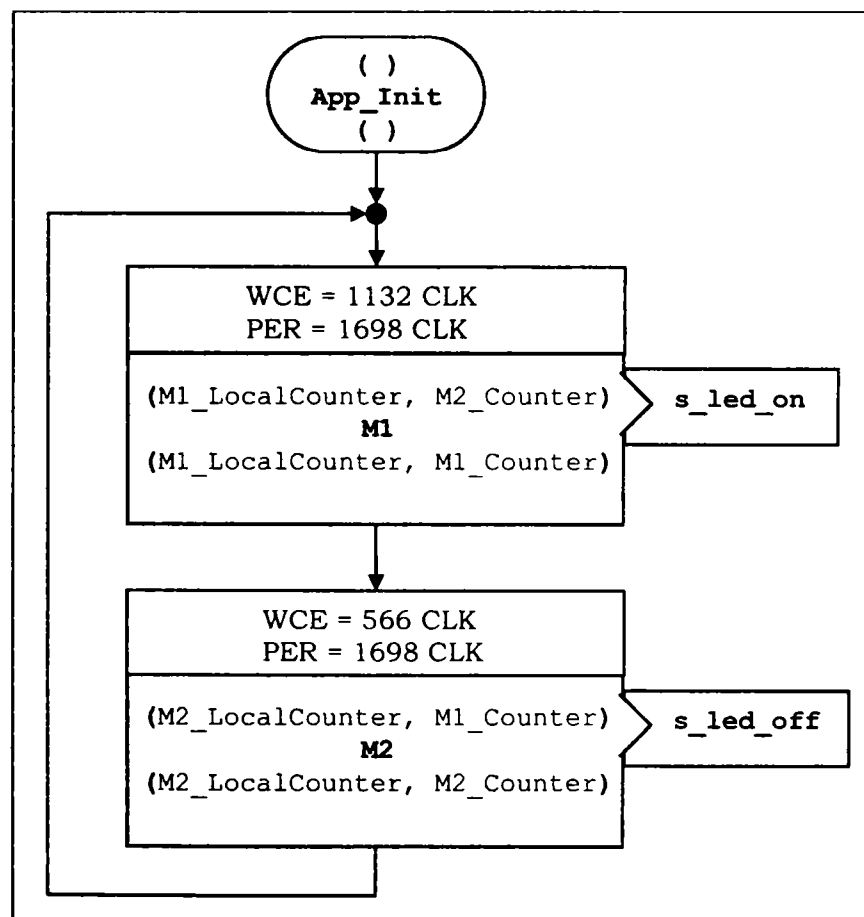 ( )
App_Init
( )
WCE = 1132 CLK
PER = 1698 CLK
(M1_LocalCounter, M2_Counter)
M1
(M1_LocalCounter, M1_Counter)
s_led_on
WCE = 566 CLK
PER = 1698 CLK
(M2_LocalCounter, M1_Counter)
M2
(M2_LocalCounter, M2_Counter)
s_led_off